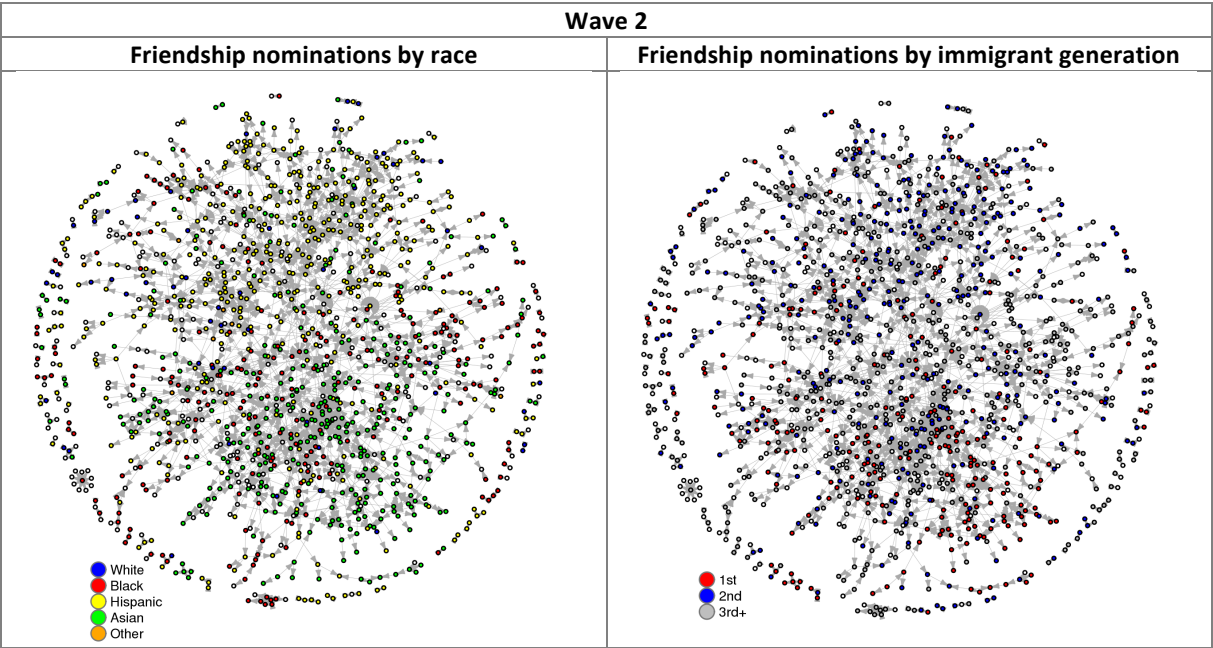 Wave 2
Friendship nominations by race
Friendship nominations by immigrant generation
White
Black
Hispanic
Asian
Other
1st
2nd
3rd+